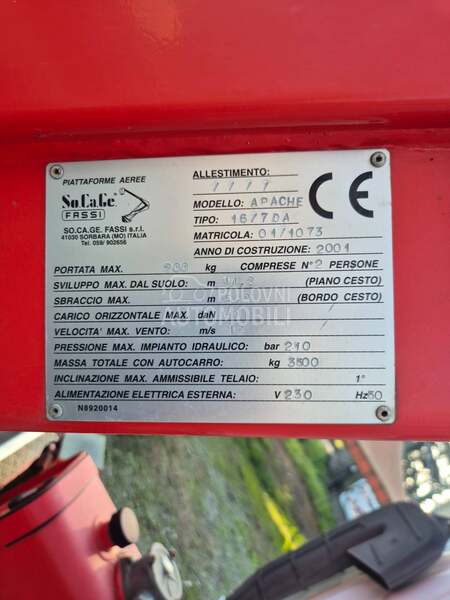 PIATTAFORME AEREE
So.Ca.Ge.
FASSI
SO.CA.GE. FASSI s.r.l.
41030 SORBARA (MO) ITALIA
Tel. 059/ 902656
ALLESTIMENTO:
MODELLO: APACHE
TIPO: 16/7DA
MATRICOLA: 01/1073
ANNO DI COSTRUZIONE: 2001
CE
PORTATA MAX. 200 kg COMPRESE N° 2 PERSONE
SVILUPPO MAX. DAL SUOLO: m (PIANO CESTO)
SBRACCIO MAX. m (BORDO CESTO)
CARICO ORIZZONTALE MAX. daN
VELOCITA' MAX. VENTO: m/s
PRESSIONE MAX. IMPIANTO IDRAULICO: bar 210
MASSA TOTALE CON AUTOCARRO: kg 3500
INCLINAZIONE MAX. AMMISSIBILE TELAIO: 1°
ALIMENTAZIONE ELETTRICA ESTERNA: V 230 Hz 50
N8920014
POLOVNI
AUTOMOBILI